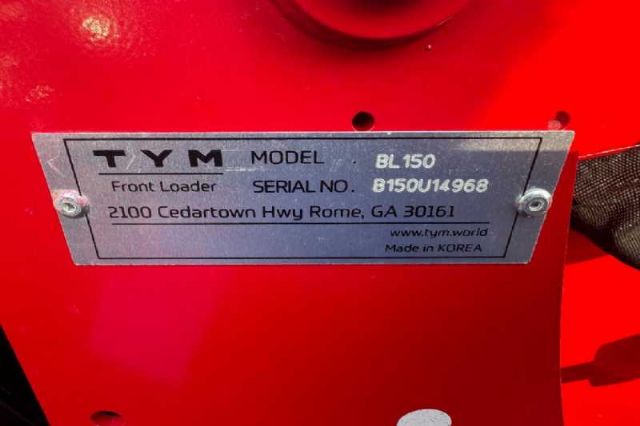 TYM MODEL . BL150
Front Loader SERIAL NO. B150U14968
2100 Cedartown Hwy Rome, GA 30161
www.tym.world
Made in KOREA